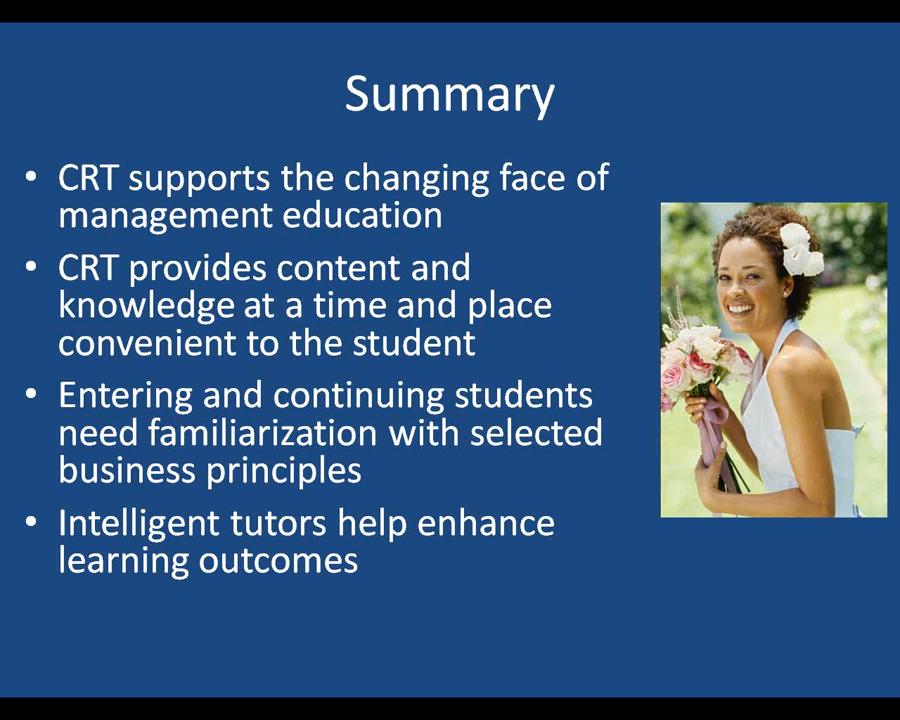 Summary
• CRT supports the changing face of
management education
• CRT provides content and
knowledge at a time and place
convenient to the student
• Entering and continuing students
need familiarization with selected
business principles
• Intelligent tutors help enhance
learning outcomes